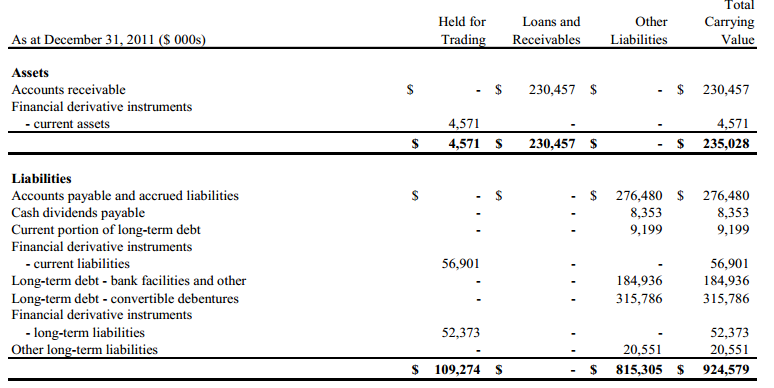 Total
Held for Loans and Other Carrying
As at December 31, 2011 ($ 000s) Trading Receivables Liabilities Value
Assets
Accounts receivable $ - $ 230,457 $ - $ 230,457
Financial derivative instruments
- current assets 4,571 - - 4,571
$ 4,571 $ 230,457 $ - $ 235,028
Liabilities
Accounts payable and accrued liabilities $ - $ - $ 276,480 $ 276,480
Cash dividends payable - - 8,353 8,353
Current portion of long-term debt - - 9,199 9,199
Financial derivative instruments
- current liabilities 56,901 - - 56,901
Long-term debt - bank facilities and other - - 184,936 184,936
Long-term debt - convertible debentures - - 315,786 315,786
Financial derivative instruments
- long-term liabilities 52,373 - - 52,373
Other long-term liabilities - - 20,551 20,551
$ 109,274 $ - $ 815,305 $ 924,579